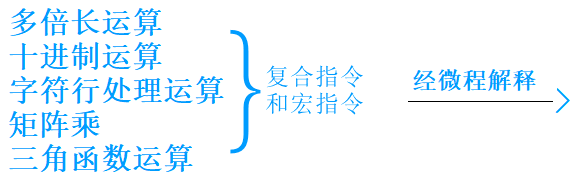 多倍长运算
十进制运算
字符行处理运算
矩阵乘
三角函数运算
复合指令
和宏指令
经微程解释